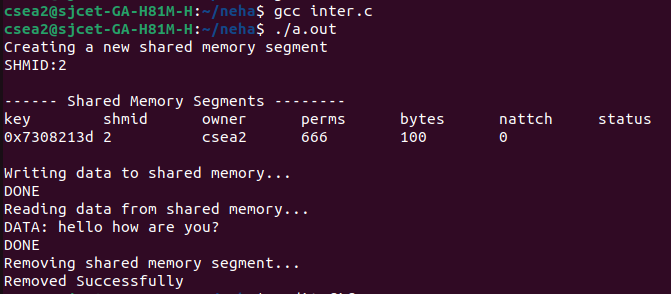 csea2@sjcet-GA-H81M-H:~/neha$ gcc inter.c
csea2@sjcet-GA-H81M-H:~/neha$ ./a.out
Creating a new shared memory segment
SHMID:2
------ Shared Memory Segments --------
key        shmid      owner      perms      bytes      nattch     status
0x7308213d 2          csea2      666        100        0
Writing data to shared memory...
DONE
Reading data from shared memory...
DATA: hello how are you?
DONE
Removing shared memory segment...
Removed Successfully